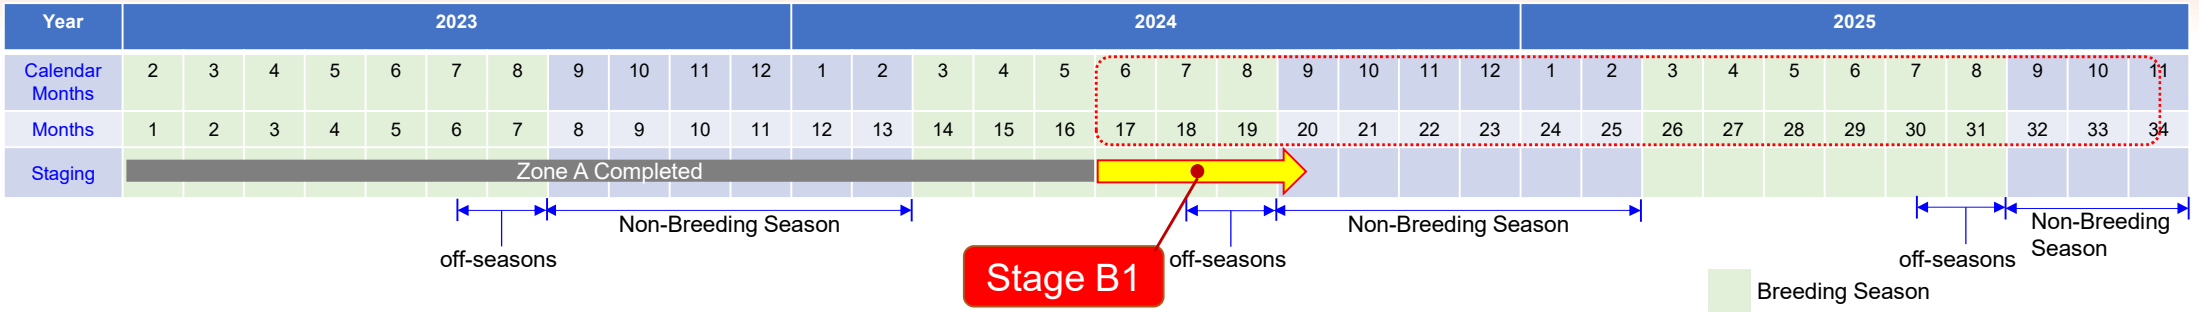 Year 2023 2024 2025
Calendar Months 2 3 4 5 6 7 8 9 10 11 12 1 2 3 4 5 6 7 8 9 10 11 12 1 2 3 4 5 6 7 8 9 10 11
Months 1 2 3 4 5 6 7 8 9 10 11 12 13 14 15 16 17 18 19 20 21 22 23 24 25 26 27 28 29 30 31 32 33 34
Staging Zone A Completed
Non-Breeding Season Non-Breeding Season Non-Breeding
Season
off-seasons off-seasons off-seasons
Stage B1
Breeding Season